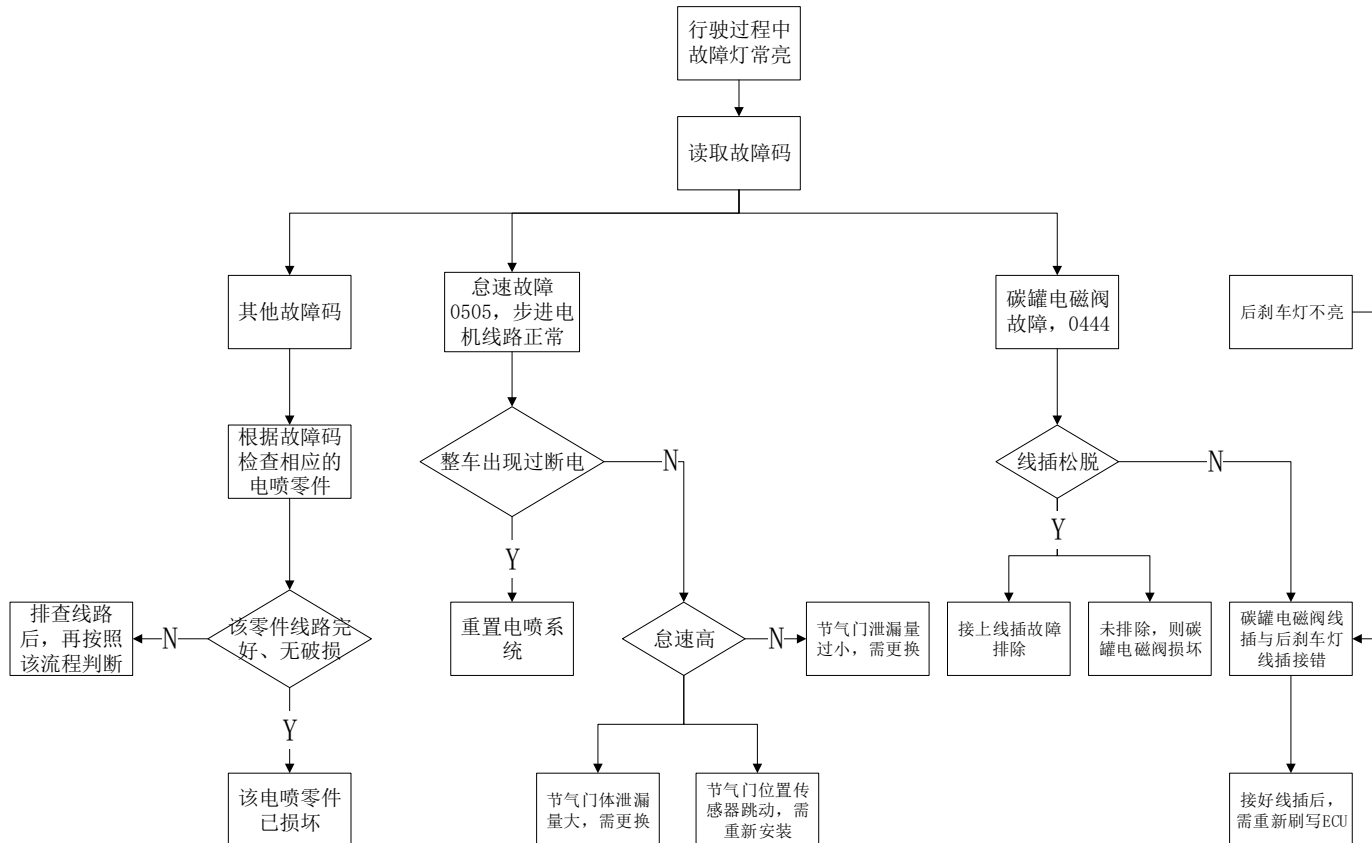 行驶过程中
故障灯常亮
读取故障码
其他故障码
怠速故障
0505，步进电
机线路正常
碳罐电磁阀
故障，0444
后刹车灯不亮
根据故障码
检查相应的
电喷零件
整车出现过断电
N
线插松脱
N
Y
Y
排查线路
后，再按照
该流程判断
N
该零件线路完
好、无破损
重置电喷系
统
怠速高
N
节气门泄漏量
过小，需更换
接上线插故障
排除
未排除，则碳
罐电磁阀损坏
碳罐电磁阀线
插与后刹车灯
线插接错
Y
该电喷零件
已损坏
节气门体泄漏
量大，需更换
节气门位置传
感器跳动，需
重新安装
接好线插后，
需重新刷写ECU